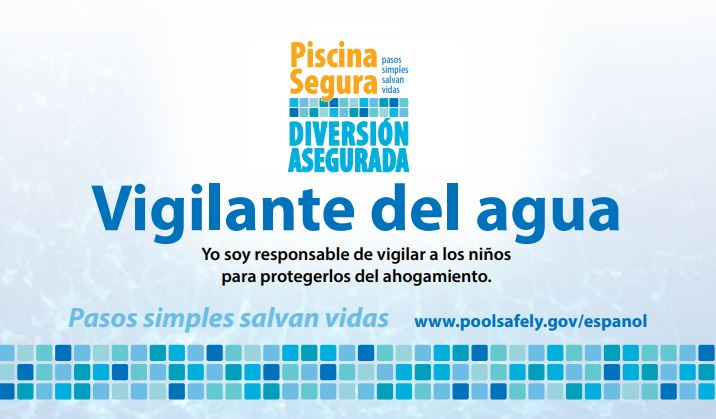 Piscina
Segura
pasos
simples
salvan
vidas
DIVERSIÓN
ASEGURADA
Vigilante del agua
Yo soy responsable de vigilar a los niños
para protegerlos del ahogamiento.
Pasos simples salvan vidas www.poolsafely.gov/espanol